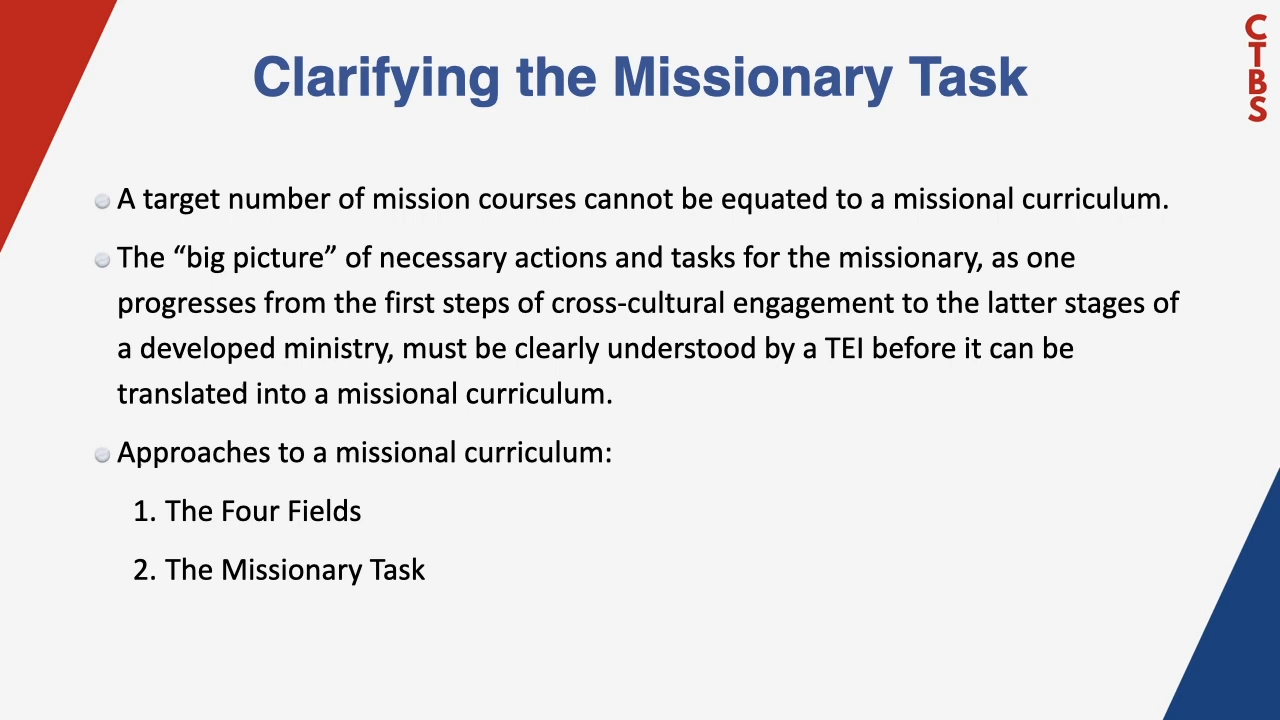 Clarifying the Missionary Task
C
T
B
S
A target number of mission courses cannot be equated to a missional curriculum.
The “big picture” of necessary actions and tasks for the missionary, as one
progresses from the first steps of cross-cultural engagement to the latter stages of
a developed ministry, must be clearly understood by a TEI before it can be
translated into a missional curriculum.
Approaches to a missional curriculum:
1. The Four Fields
2. The Missionary Task